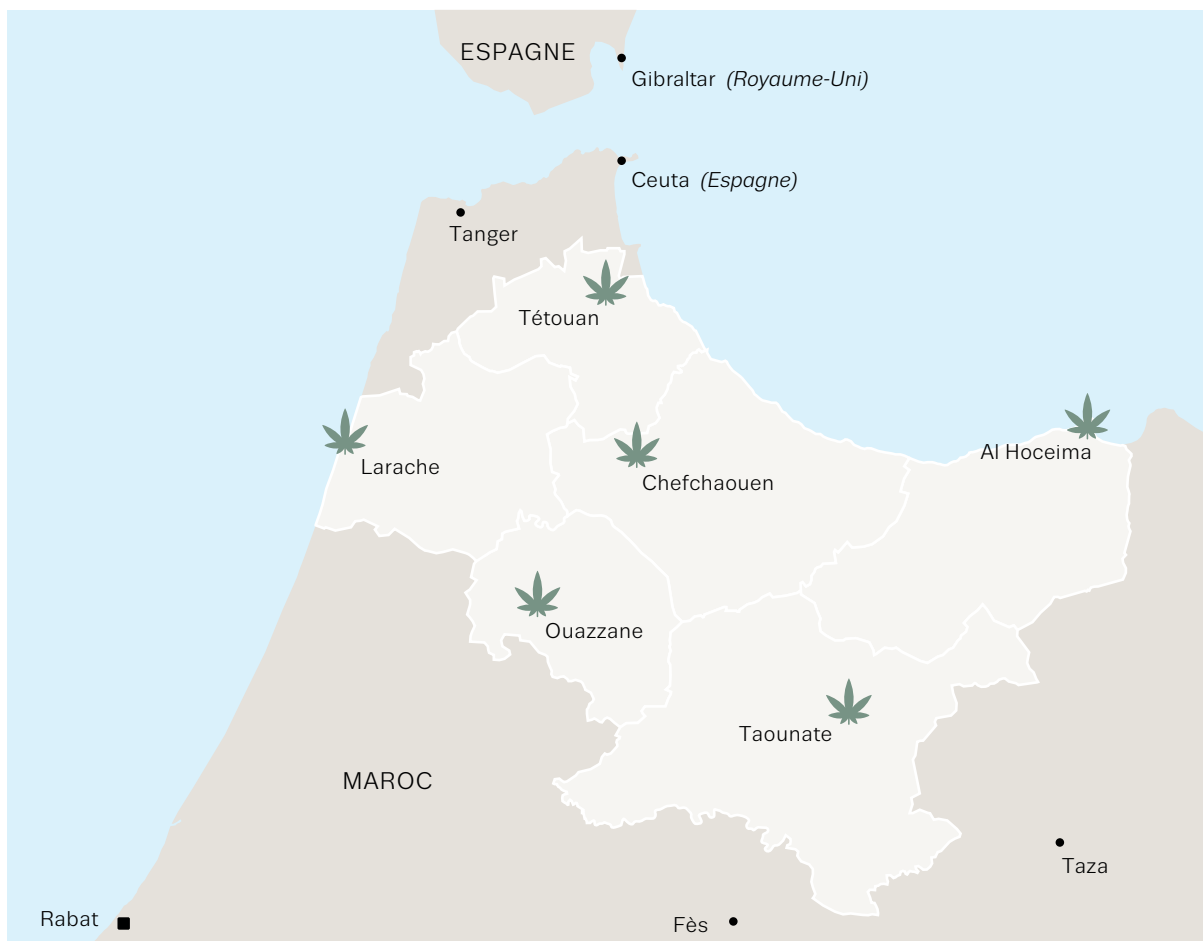 ESPAGNE
Gibraltar (Royaume-Uni)
Ceuta (Espagne)
Tanger
Tétouan
Al Hoceima
Larache
Chefchaouen
Ouazzane
Taounate
MAROC
Taza
Rabat
Fès